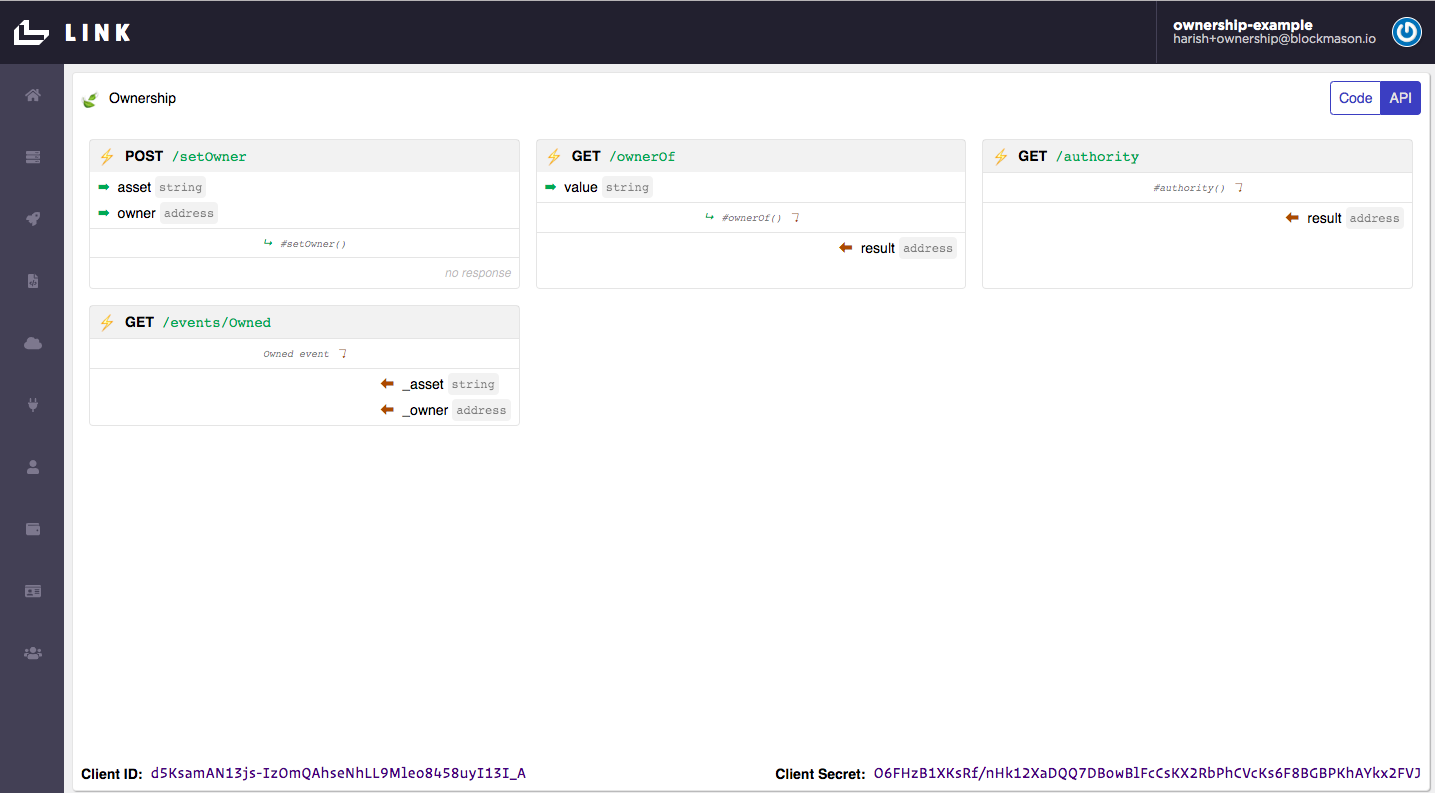 LINK
ownership-example
harish+ownership@blockmason.io
Ownership
Code API
POST /setOwner
asset string
owner address
#setOwner()
no response
GET /ownerOf
value string
#ownerOf()
result address
GET /authority
#authority()
result address
GET /events/Owned
Owned event
_asset string
_owner address
Client ID: d5KsamAN13js-IzOmQAhseNhLL9Mleo8458uyI13I_A
Client Secret: O6FHzB1XKsRf/nHk12XaDQQ7DBowBlFcCsKX2RbPhCVcKs6F8BGBPKhAYkx2FVJ